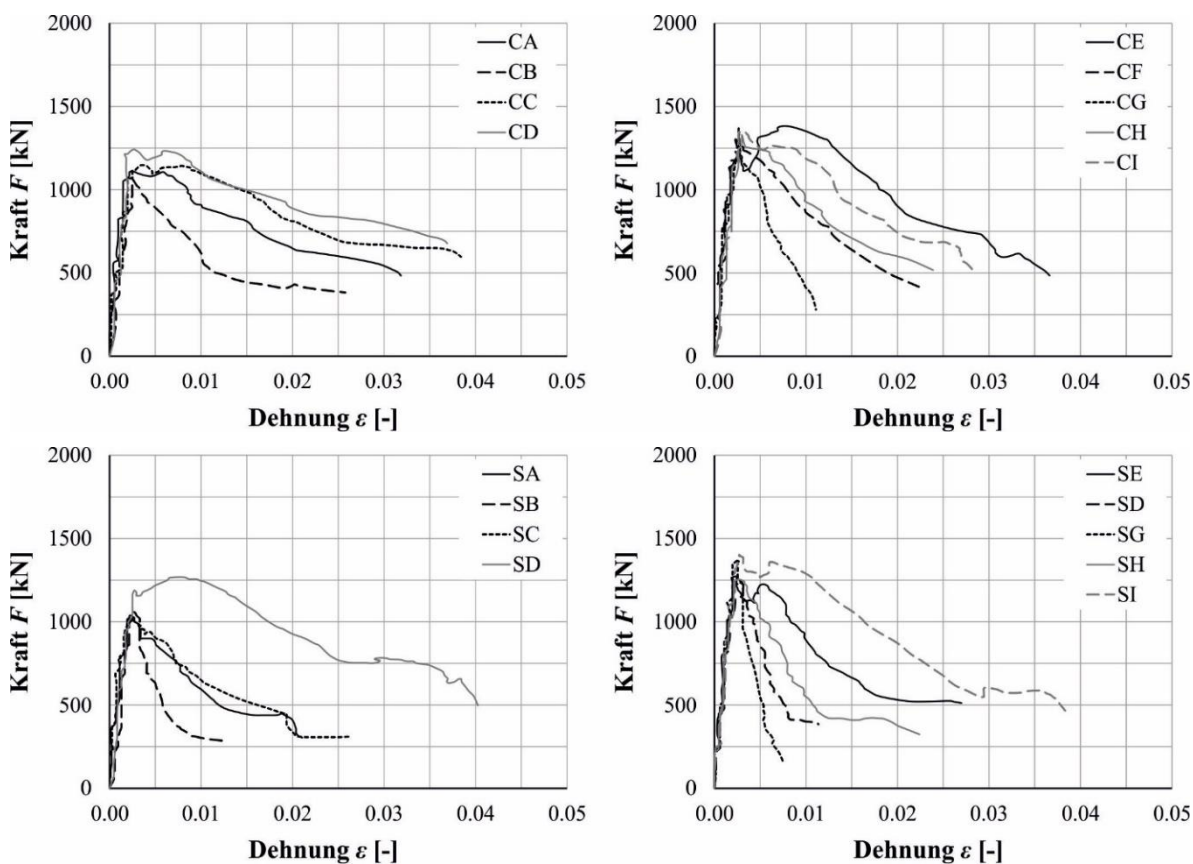 2000
1500
1000
500
0
Kraft F [kN]
CA
CB
CC
CD
0.00 0.01 0.02 0.03 0.04 0.05
Dehnung ε [-]
2000
1500
1000
500
0
Kraft F [kN]
CE
CF
CG
CH
CI
0.00 0.01 0.02 0.03 0.04 0.05
Dehnung ε [-]
2000
1500
1000
500
0
Kraft F [kN]
SA
SB
SC
SD
0.00 0.01 0.02 0.03 0.04 0.05
Dehnung ε [-]
2000
1500
1000
500
0
Kraft F [kN]
SE
SD
SG
SH
SI
0.00 0.01 0.02 0.03 0.04 0.05
Dehnung ε [-]